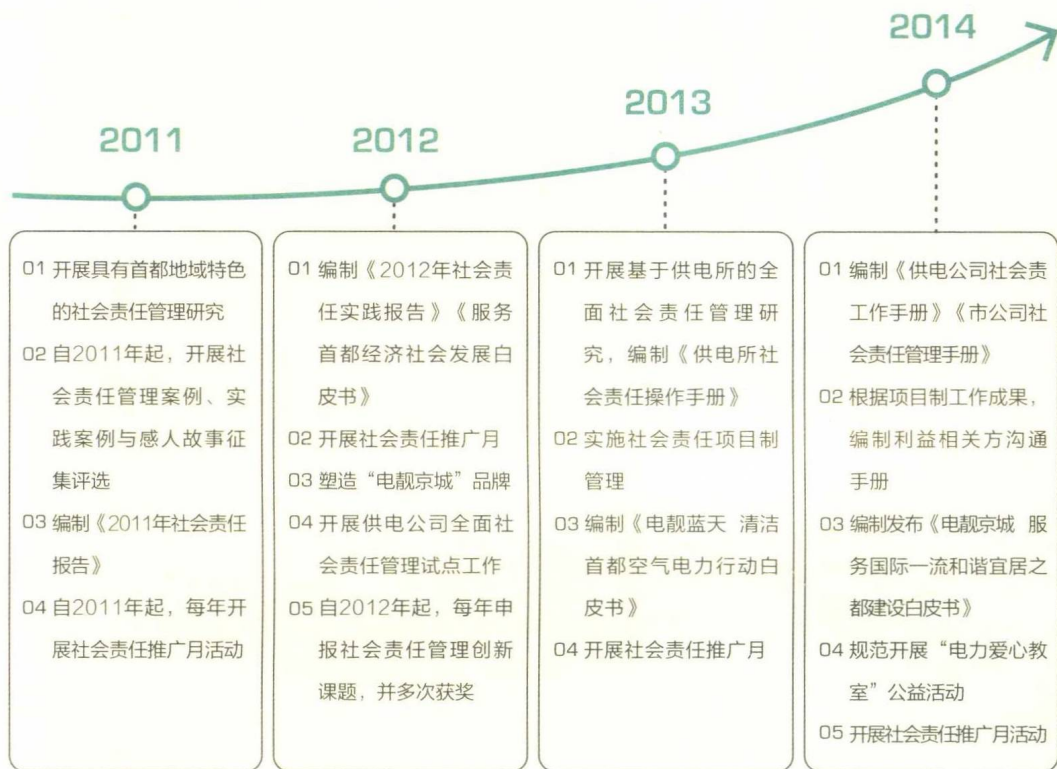 2011
2012
2013
2014
01 开展具有首都地域特色
的社会责任管理研究
02 自2011年起，开展社
会责任管理案例、实
践案例与感人故事征
集评选
03 编制《2011年社会责任
报告》
04 自2011年起，每年开
展社会责任推广月活动
01 编制《2012年社会责
任实践报告》《服务
首都经济社会发展白
皮书》
02 开展社会责任推广月
03 塑造“电靓京城”品牌
04 开展供电公司全面社
会责任管理试点工作
05 自2012年起，每年申
报社会责任管理创新
课题，并多次获奖
01 开展基于供电所的全
面社会责任管理研
究，编制《供电所社
会责任操作手册》
02 实施社会责任项目制
管理
03 编制《电靓蓝天 清洁
首都空气电力行动白
皮书》
04 开展社会责任推广月
01 编制《供电公司社会责
工作手册》《市公司社
会责任管理手册》
02 根据项目制工作成果，
编制利益相关方沟通
手册
03 编制发布《电靓京城 服
务国际一流和谐宜居之
都建设白皮书》
04 规范开展“电力爱心教
室”公益活动
05 开展社会责任推广月活动